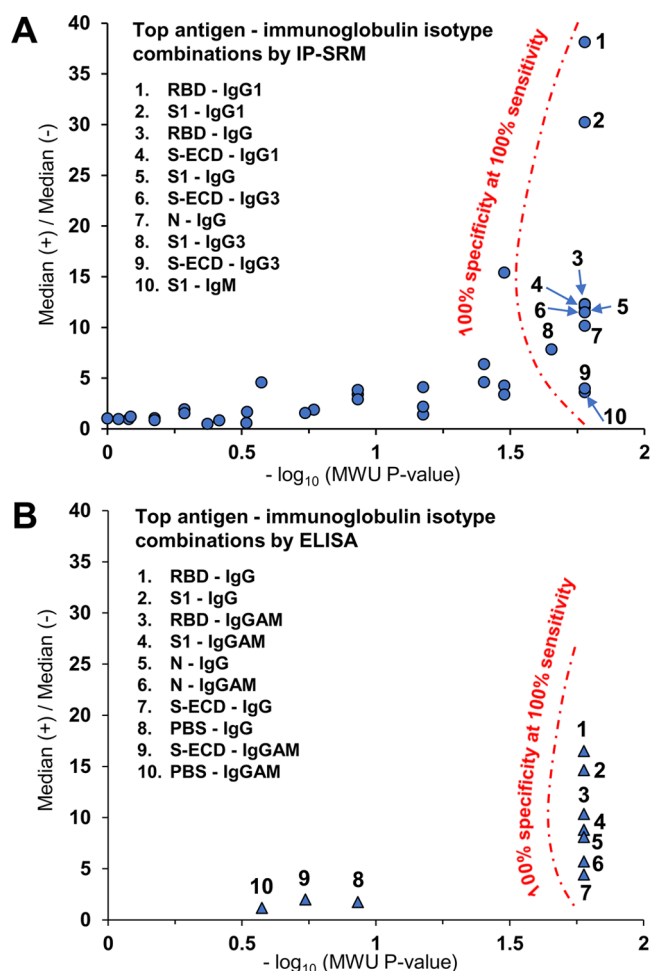 A
Top antigen - immunoglobulin isotype
combinations by IP-SRM
1. RBD - IgG1
2. S1 - IgG1
3. RBD - IgG
4. S-ECD - IgG1
5. S1 - IgG
6. S-ECD - IgG3
7. N - IgG
8. S1 - IgG3
9. S-ECD - IgG3
10. S1 - IgM
100% specificity at 100% sensitivity
1
2
3
4
5
6
7
8
9
10
Median (+) / Median (-)
40
35
30
25
20
15
10
5
0
0 0.5 1 1.5 2
- log10 (MWU P-value)
B
Top antigen - immunoglobulin isotype
combinations by ELISA
1. RBD - IgG
2. S1 - IgG
3. RBD - IgGAM
4. S1 - IgGAM
5. N - IgG
6. N - IgGAM
7. S-ECD - IgG
8. PBS - IgG
9. S-ECD - IgGAM
10. PBS - IgGAM
100% specificity at 100% sensitivity
1
2
3
4
5
6
7
10 9 8
Median (+) / Median (-)
40
35
30
25
20
15
10
5
0
0 0.5 1 1.5 2
- log10 (MWU P-value)